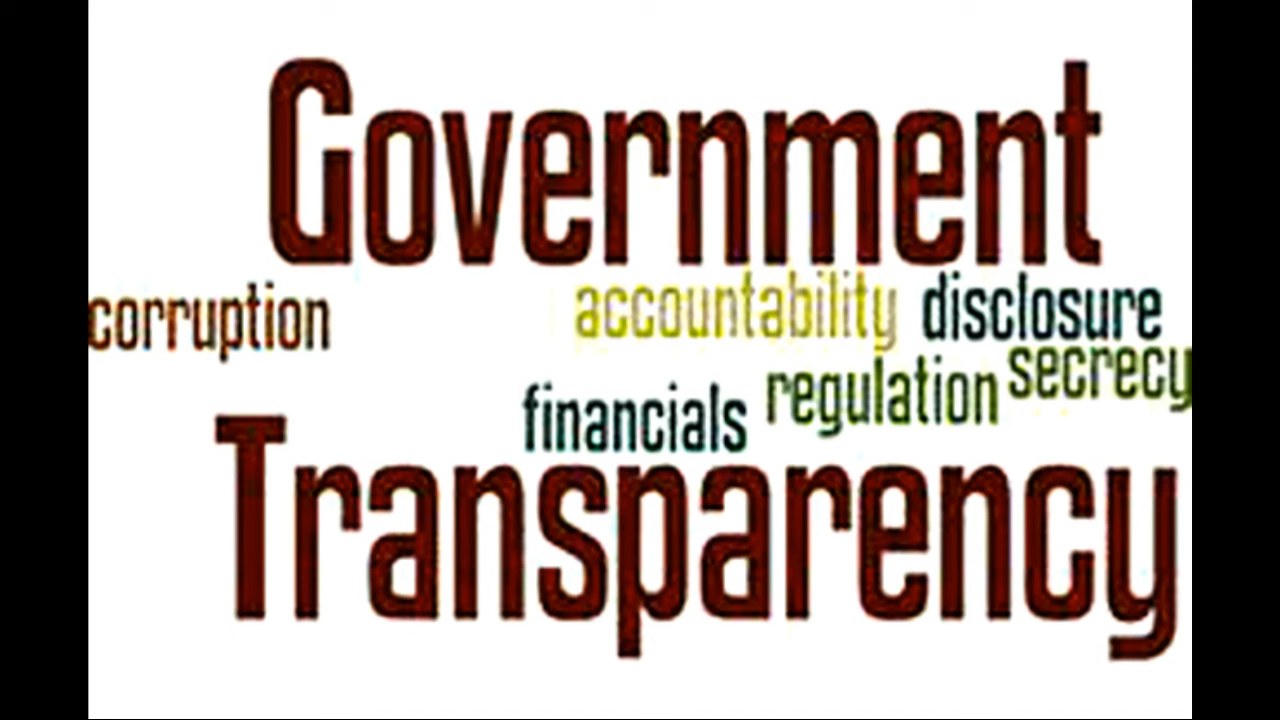 Government
corruption accountability disclosure
financials regulation secrecy
Transparency